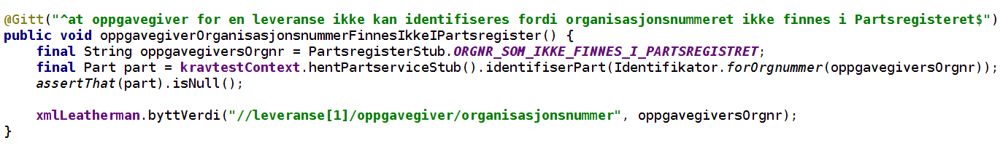 @Gitt("^at oppgavegiver for en leveranse ikke kan identifiseres fordi organisasjonsnummeret ikke finnes i Partsregisteret$")
public void oppgavegiverOrganisasjonsnummerFinnesIkkeIPartsregister() {
    final String oppgavegiversOrgnr = PartsregisterStub.ORGNR_SOM_IKKE_FINNES_I_PARTSREGISTRET;
    final Part part = kravtestContext.hentPartserviceStub().identifiserPart(Identifikator.forOrgnummer(oppgavegiversOrgnr));
    assertThat(part).isNull();
    xmlLeatherman.byttVerdi("//leveranse[1]/oppgavegiver/organisasjonsnummer", oppgavegiversOrgnr);
}